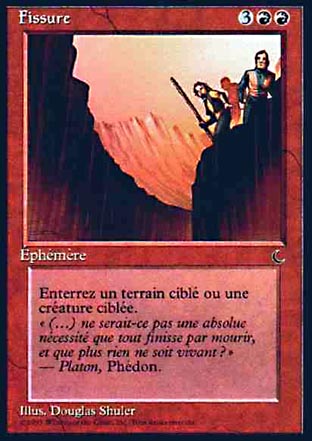 Fissure 3
Éphémère
Enterrez un terrain ciblé ou une
créature ciblée.
« (…) ne serait-ce pas une absolue
nécessité que tout finisse par mourir,
et que plus rien ne soit vivant ? »
— Platon, Phédon.
Illus. Douglas Shuler